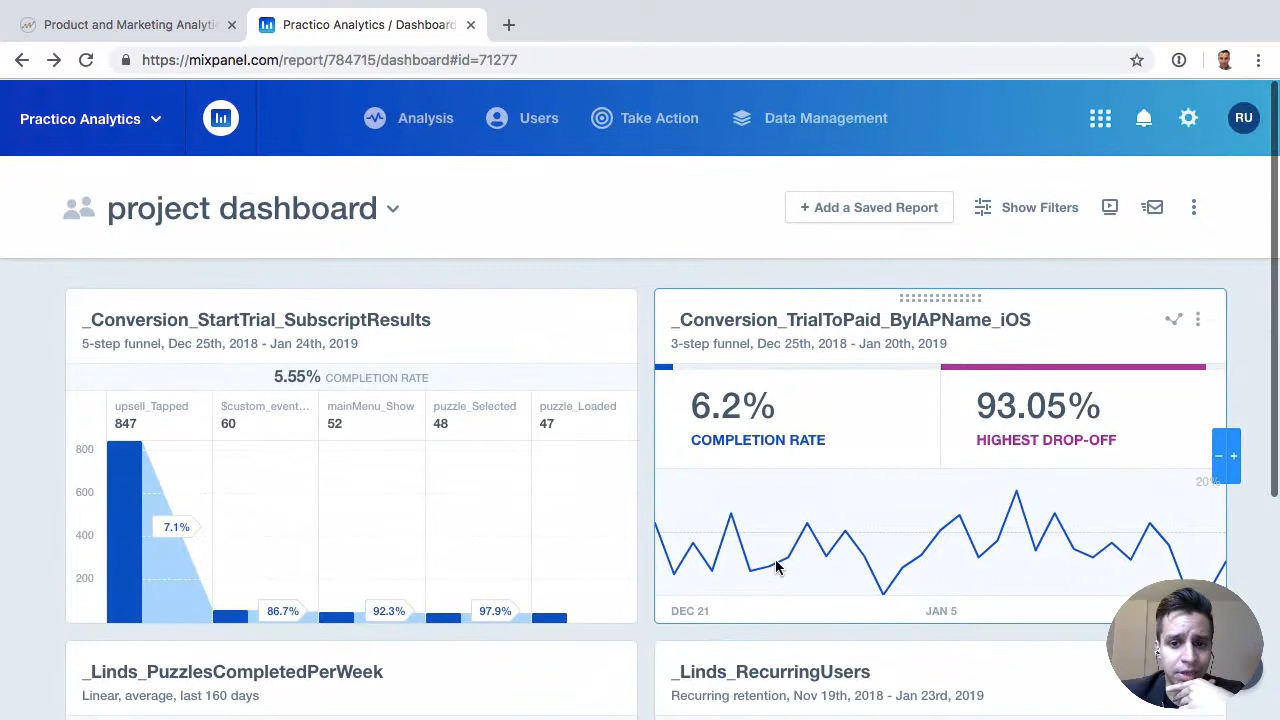 Product and Marketing Analyti
Practico Analytics / Dashboard
https://mixpanel.com/report/784715/dashboard#id=71277
Practico Analytics
Analysis
Users
Take Action
Data Management
RU
project dashboard
+ Add a Saved Report
Show Filters
_Conversion_StartTrial_SubscriptResults
5-step funnel, Dec 25th, 2018 - Jan 24th, 2019
5.55% COMPLETION RATE
upsell_Tapped $custom_event... mainMenu_Show puzzle_Selected puzzle_Loaded
847 60 52 48 47
800
600
400
200
7.1%
86.7%
92.3%
97.9%
_Conversion_TrialToPaid_ByIAPName_iOS
3-step funnel, Dec 25th, 2018 - Jan 20th, 2019
6.2%
COMPLETION RATE
93.05%
HIGHEST DROP-OFF
20%
DEC 21
JAN 5
_Linds_PuzzlesCompletedPerWeek
Linear, average, last 160 days
_Linds_RecurringUsers
Recurring retention, Nov 19th, 2018 - Jan 23rd, 2019